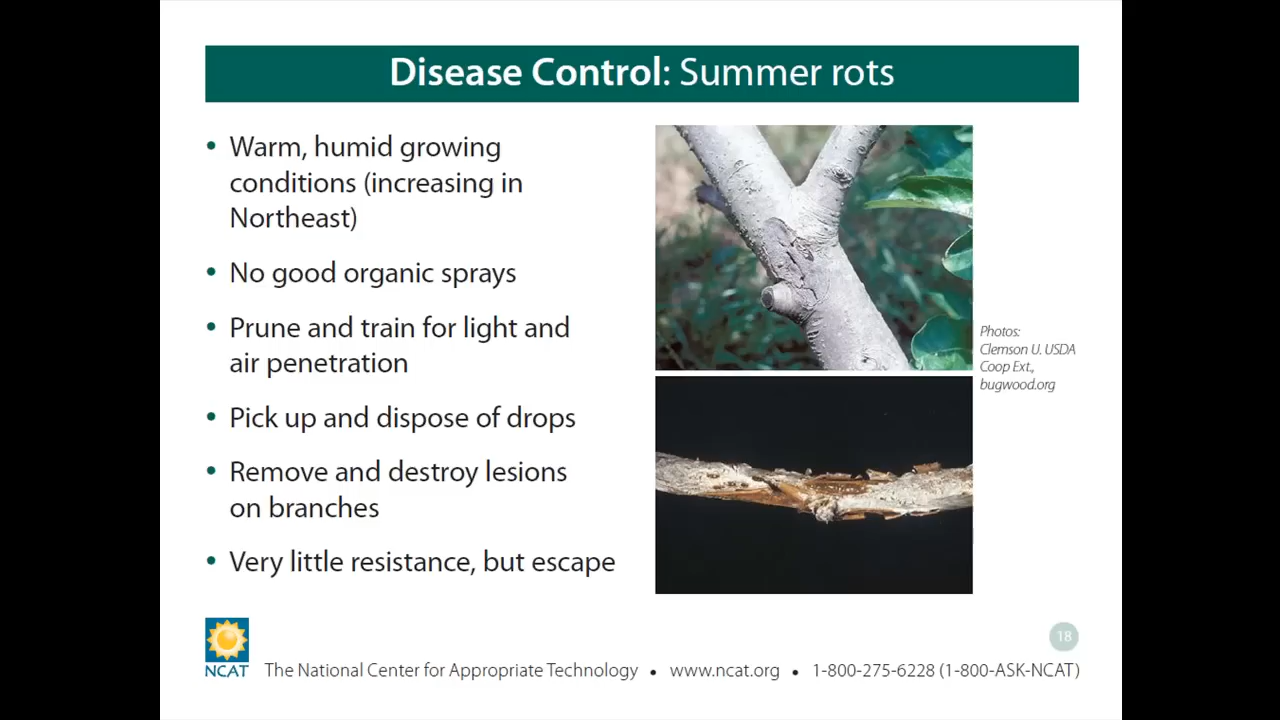 Disease Control: Summer rots
• Warm, humid growing
conditions (increasing in
Northeast)
• No good organic sprays
• Prune and train for light and
air penetration
• Pick up and dispose of drops
• Remove and destroy lesions
on branches
• Very little resistance, but escape
Photos:
Clemson U. USDA
Coop Ext.,
bugwood.org
18
NCAT
The National Center for Appropriate Technology • www.ncat.org • 1-800-275-6228 (1-800-ASK-NCAT)